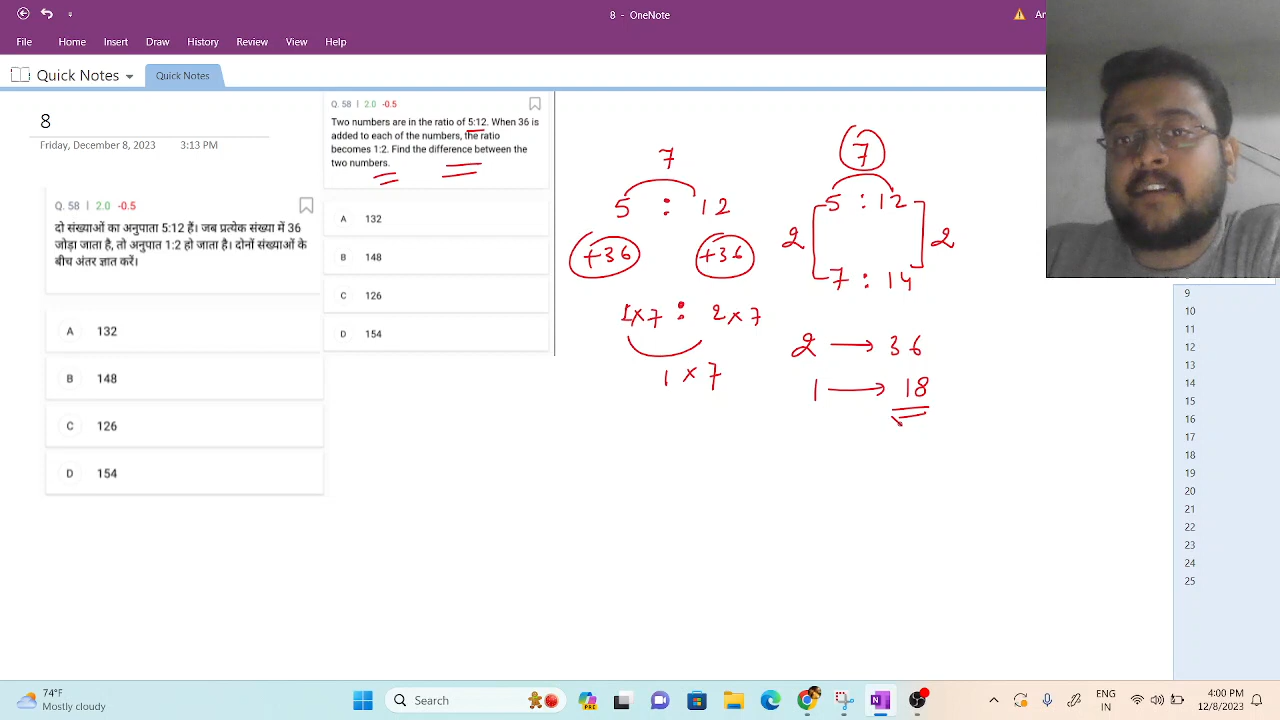 8 - OneNote
An
File Home Insert Draw History Review View Help
Quick Notes
Quick Notes
8
Friday, December 8, 2023 3:13 PM
Q. 58 | 2.0 -0.5
दो संख्याओं का अनुपाता 5:12 हैं। जब प्रत्येक संख्या में 36
जोड़ा जाता है, तो अनुपात 1:2 हो जाता है। दोनों संख्याओं के
बीच अंतर ज्ञात करें।
A 132
B 148
C 126
D 154
Q. 58 | 2.0 -0.5
Two numbers are in the ratio of 5:12. When 36 is
added to each of the numbers, the ratio
becomes 1:2. Find the difference between the
two numbers.
A 132
B 148
C 126
D 154
7
5 : 12
+36 +36
1×7 : 2×7
1 × 7
7
5 : 12
2 2
7 : 14
2 → 36
1 → 18
9
10
11
12
13
14
15
16
17
18
19
20
21
22
23
24
25
74°F
Mostly cloudy
Search
PRE
ENG
IN
4:00 PM
12/8/2023